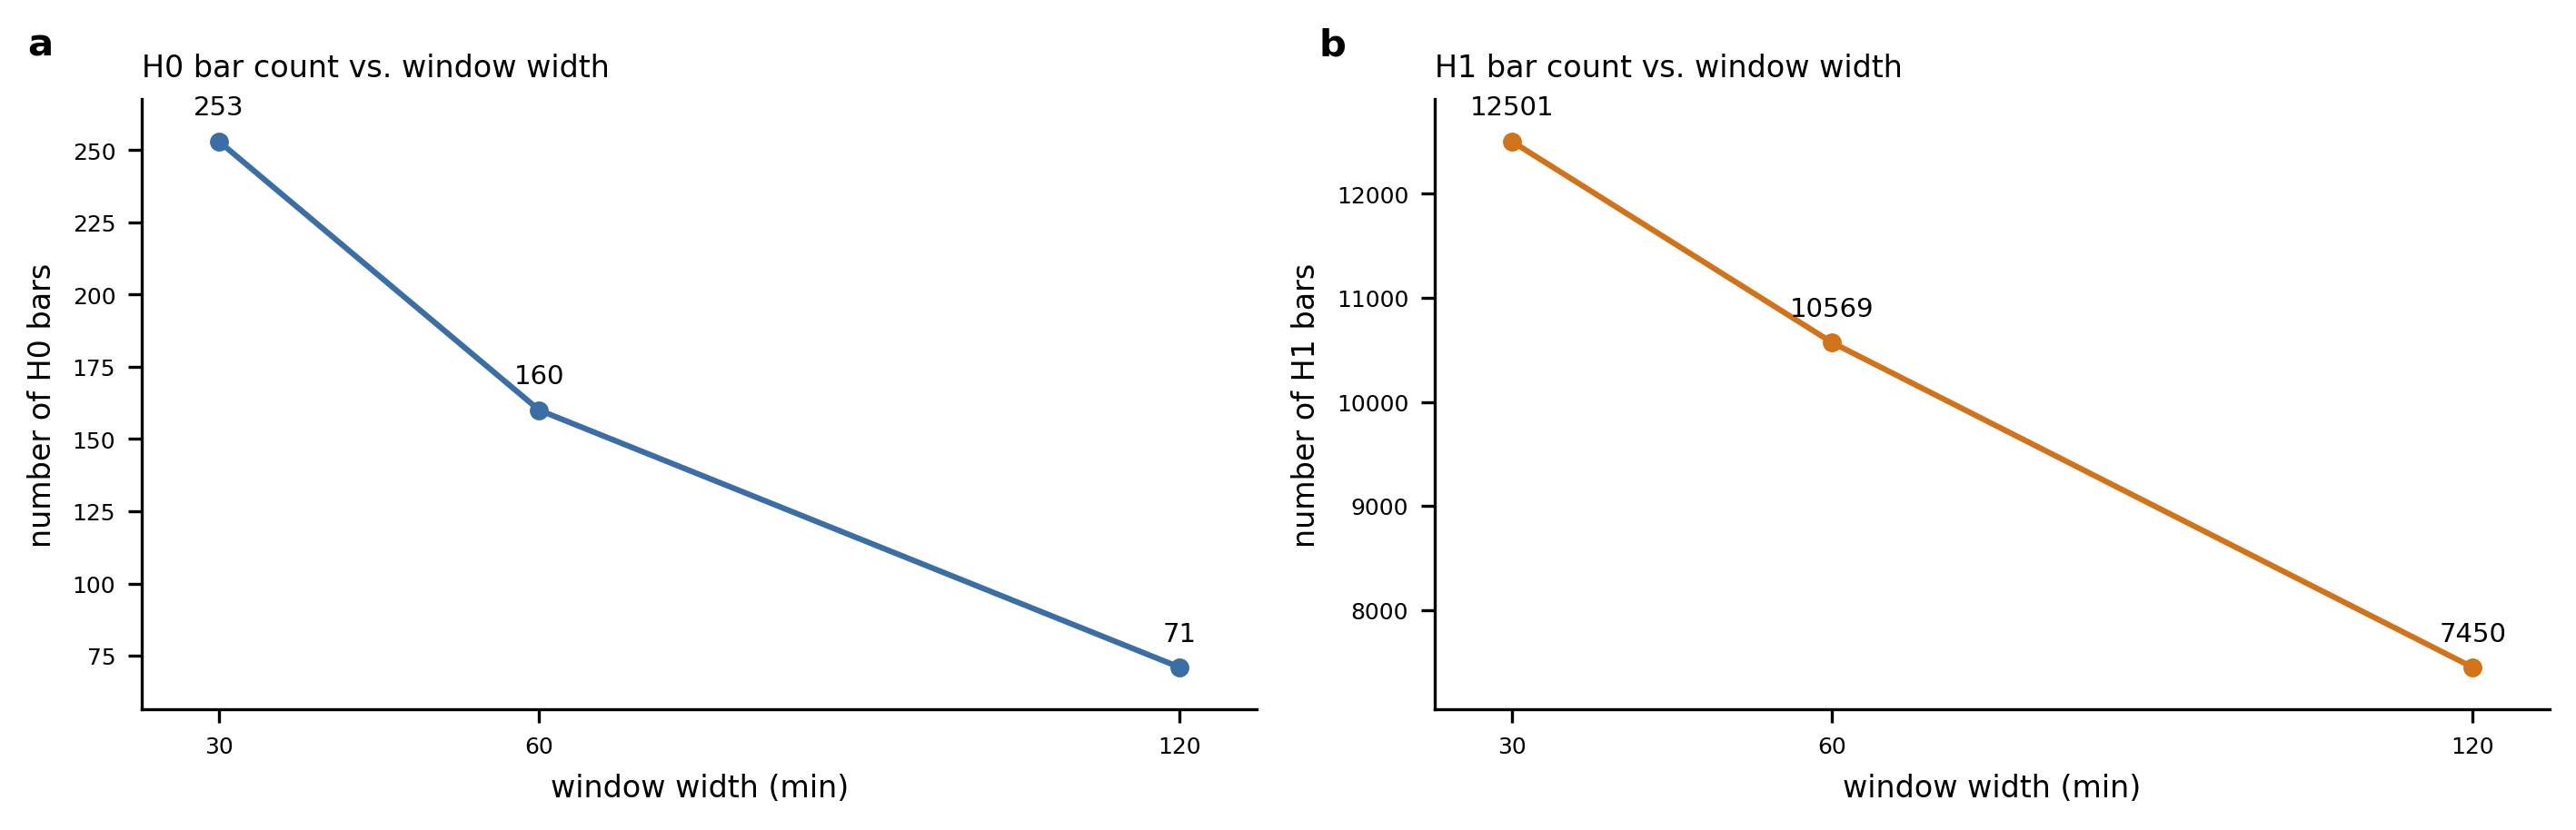 a
H0 bar count vs. window width
253
160
71
250
225
200
175
150
125
100
75
number of H0 bars
30 60 120
window width (min)
b
H1 bar count vs. window width
12501
10569
7450
12000
11000
10000
9000
8000
number of H1 bars
30 60 120
window width (min)